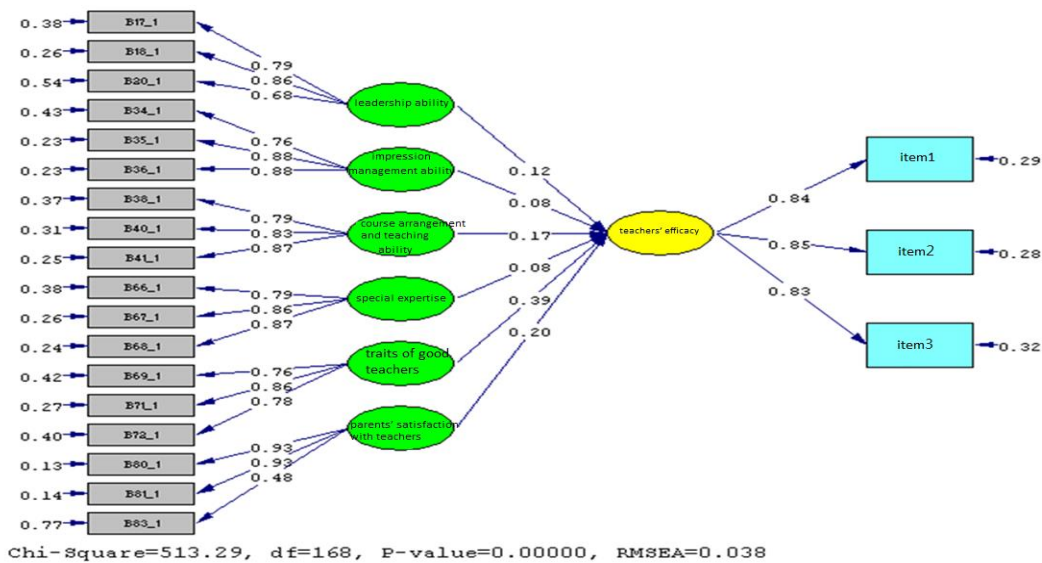 0.38 B17_1
0.26 B18_1
0.54 B20_1
0.43 B34_1
0.23 B35_1
0.23 B36_1
0.37 B38_1
0.31 B40_1
0.25 B41_1
0.38 B66_1
0.26 B67_1
0.24 B68_1
0.42 B69_1
0.27 B71_1
0.40 B72_1
0.13 B80_1
0.14 B81_1
0.77 B83_1
0.79
0.86
0.68
0.76
0.88
0.88
0.79
0.83
0.87
0.79
0.86
0.87
0.76
0.86
0.78
0.93
0.93
0.48
leadership ability
impression
management ability
course arrangement
and teaching
ability
special expertise
traits of good
teachers
parents' satisfaction
with teachers
0.12
0.08
0.17
0.08
0.39
0.20
teachers' efficacy
0.84
0.85
0.83
item1 0.29
item2 0.28
item3 0.32
Chi-Square=513.29, df=168, P-value=0.00000, RMSEA=0.038